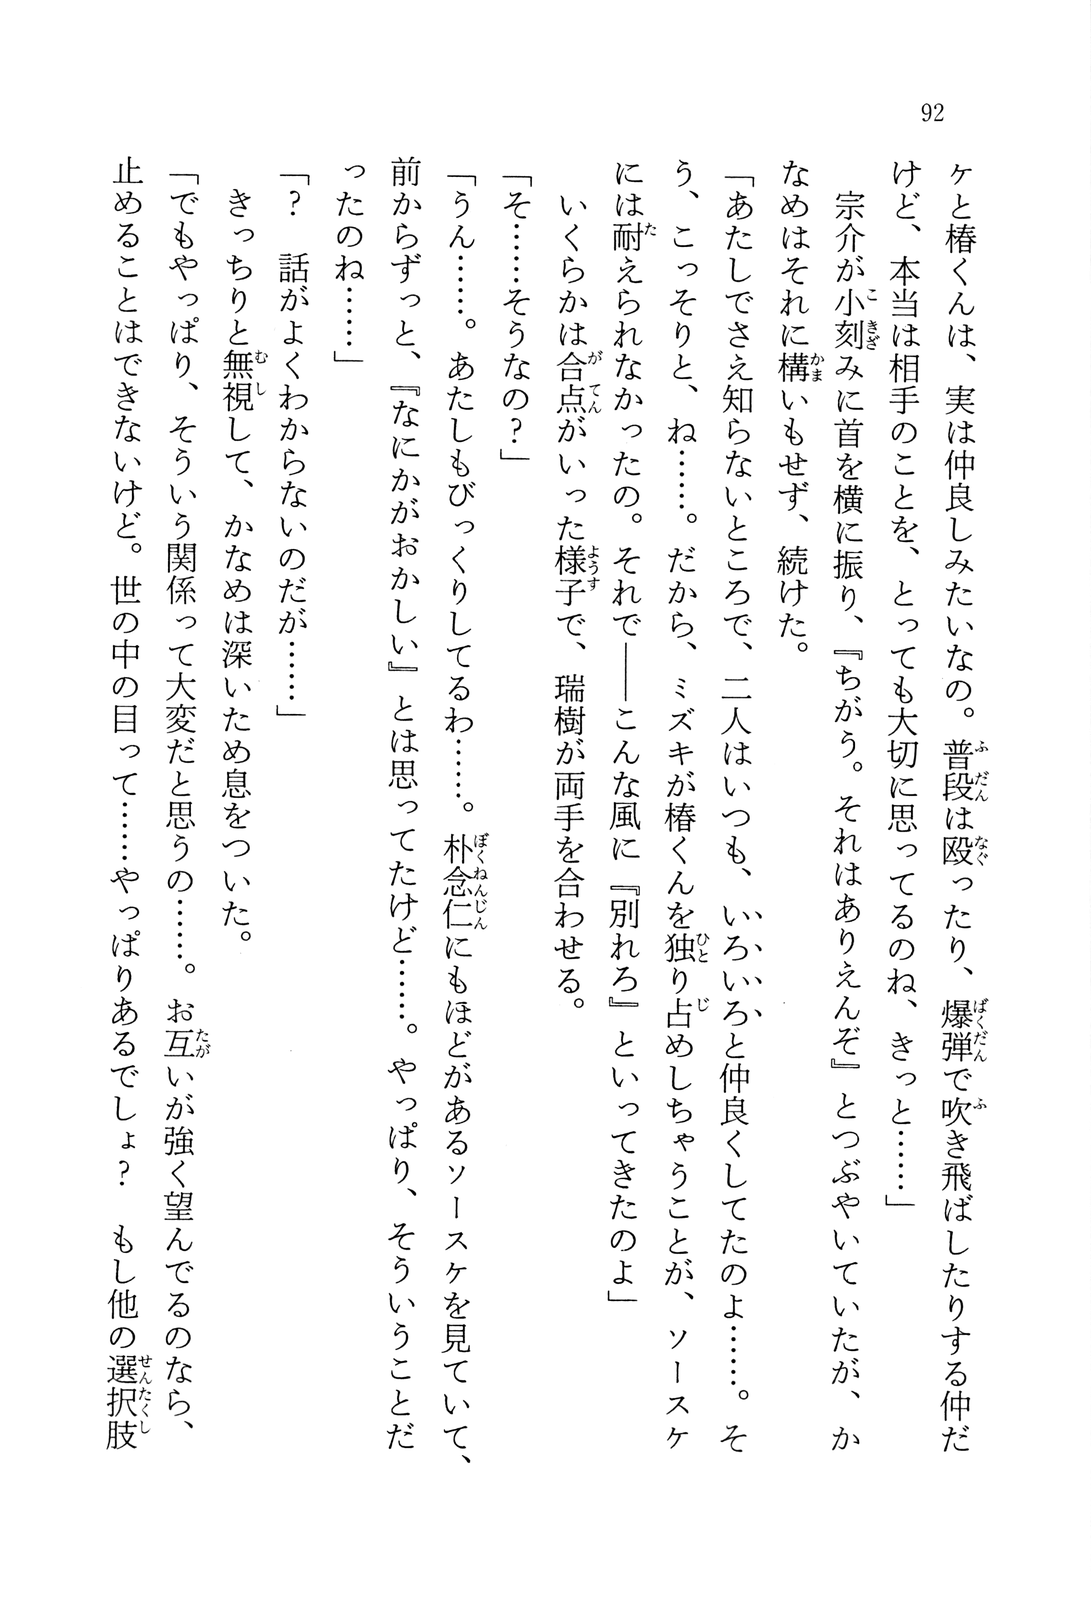 92
ケと椿くんは、実は仲良しみたいなの。普段は殴ったり、爆弾で吹き飛ばしたりする仲だ
けど、本当は相手のことを、とっても大切に思ってるのね、きっと……」
　宗介が小刻みに首を横に振り、『ちがう。それはありえんぞ』とつぶやいていたが、か
なめはそれに構いもせず、続けた。
「あたしでさえ知らないところで、二人はいつも、いろいろと仲良くしてたのよ……。そ
う、こっそりと、ね……。だから、ミズキが椿くんを独り占めしちゃうことが、ソースケ
には耐えられなかったの。それで――こんな風に『別れろ』といってきたのよ」
　いくらかは合点がいった様子で、瑞樹が両手を合わせる。
「そ……そうなの？」
「うん……。あたしもびっくりしてるわ……。朴念仁にもほどがあるソースケを見ていて、
前からずっと、『なにかがおかしい』とは思ってたけど……。やっぱり、そういうことだ
ったのね……」
「？　話がよくわからないのだが……」
　きっちりと無視して、かなめは深いため息をついた。
「でもやっぱり、そういう関係って大変だと思うの……。お互いが強く望んでるのなら、
止めることはできないけど。世の中の目って……やっぱりあるでしょ？　もし他の選択肢